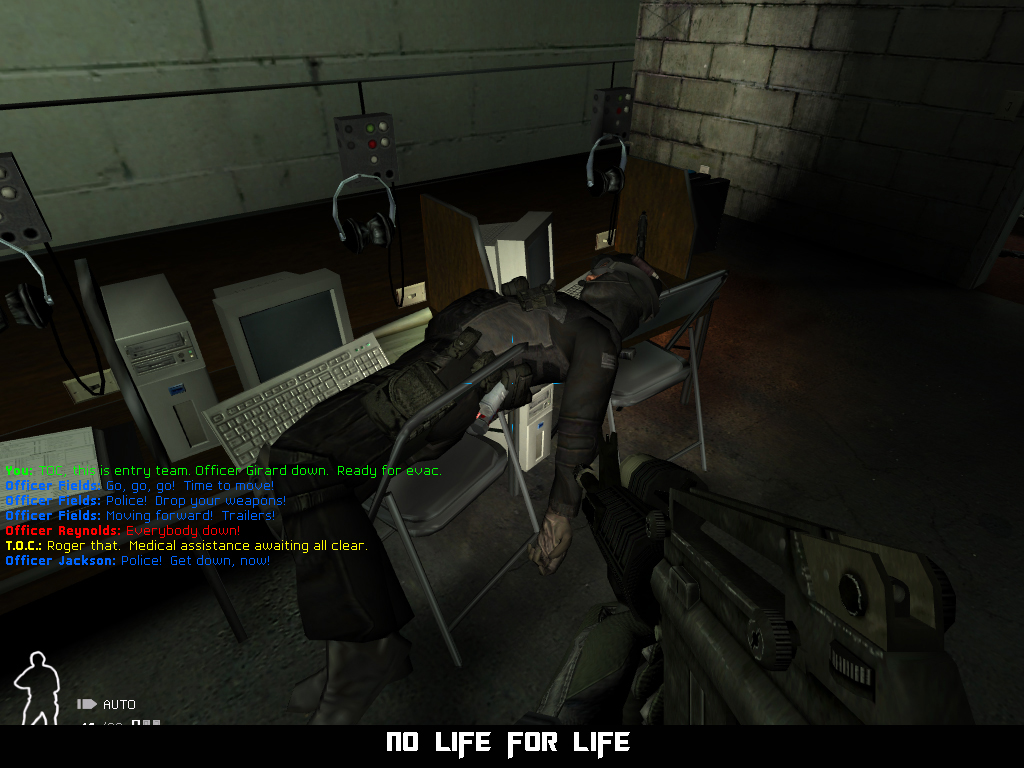 You: TOC, this is entry team. Officer Girard down.  Ready for evac.
Officer Fields: Go, go, go!  Time to move!
Officer Fields: Police!  Drop your weapons!
Officer Fields: Moving forward!  Trailers!
Officer Reynolds: Everybody down!
T.O.C.: Roger that.  Medical assistance awaiting all clear.
Officer Jackson: Police!  Get down, now!
AUTO
NO LIFE FOR LIFE